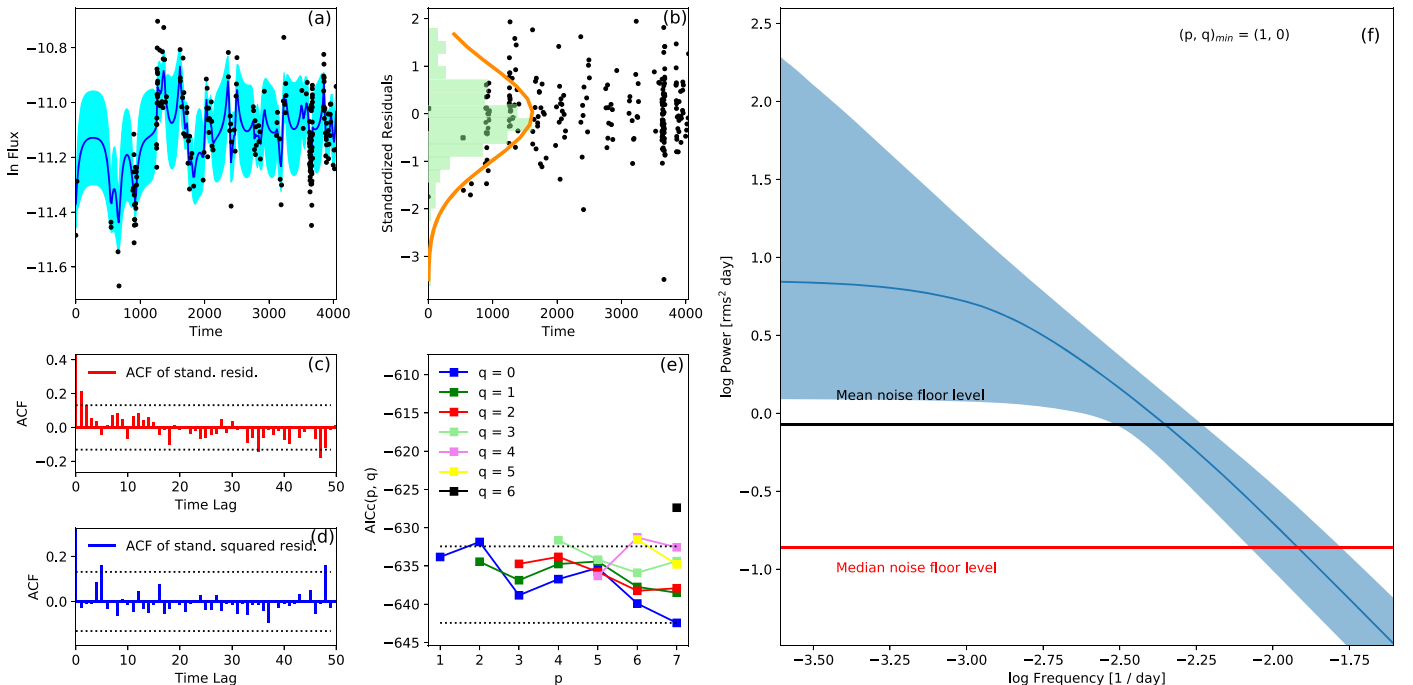 (a)
ln Flux
−10.8
−11.0
−11.2
−11.4
−11.6
0 1000 2000 3000 4000
Time
(b)
Standardized Residuals
2
1
0
−1
−2
−3
0 1000 2000 3000 4000
Time
(c)
ACF of stand. resid.
ACF
0.4
0.2
0.0
−0.2
0 10 20 30 40 50
Time Lag
(d)
ACF of stand. squared resid.
ACF
0.2
0.0
0 10 20 30 40 50
Time Lag
(e)
AICc(p, q)
−610
−615
−620
−625
−630
−635
−640
−645
q = 0
q = 1
q = 2
q = 3
q = 4
q = 5
q = 6
1 2 3 4 5 6 7
p
(f)
(p, q)min = (1, 0)
log Power [rms² day]
2.5
2.0
1.5
1.0
0.5
0.0
−0.5
−1.0
Mean noise floor level
Median noise floor level
−3.50 −3.25 −3.00 −2.75 −2.50 −2.25 −2.00 −1.75
log Frequency [1 / day]